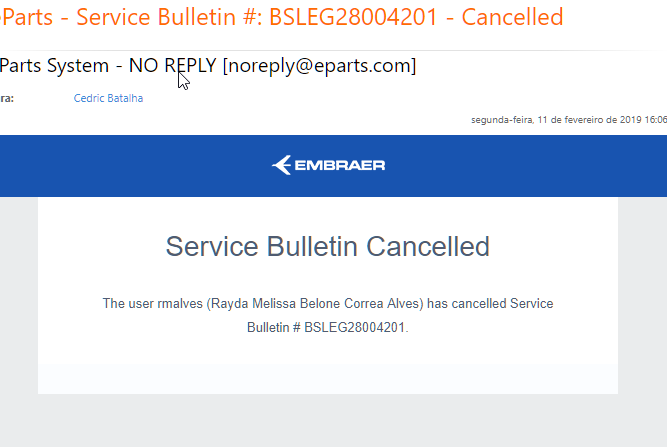 Parts - Service Bulletin #: BSLEG28004201 - Cancelled
Parts System - NO REPLY [noreply@eparts.com]
ra:
Cedric Batalha
segunda-feira, 11 de fevereiro de 2019 16:06
EMBRAER
Service Bulletin Cancelled
The user rmalves (Rayda Melissa Belone Correa Alves) has cancelled Service
Bulletin # BSLEG28004201.